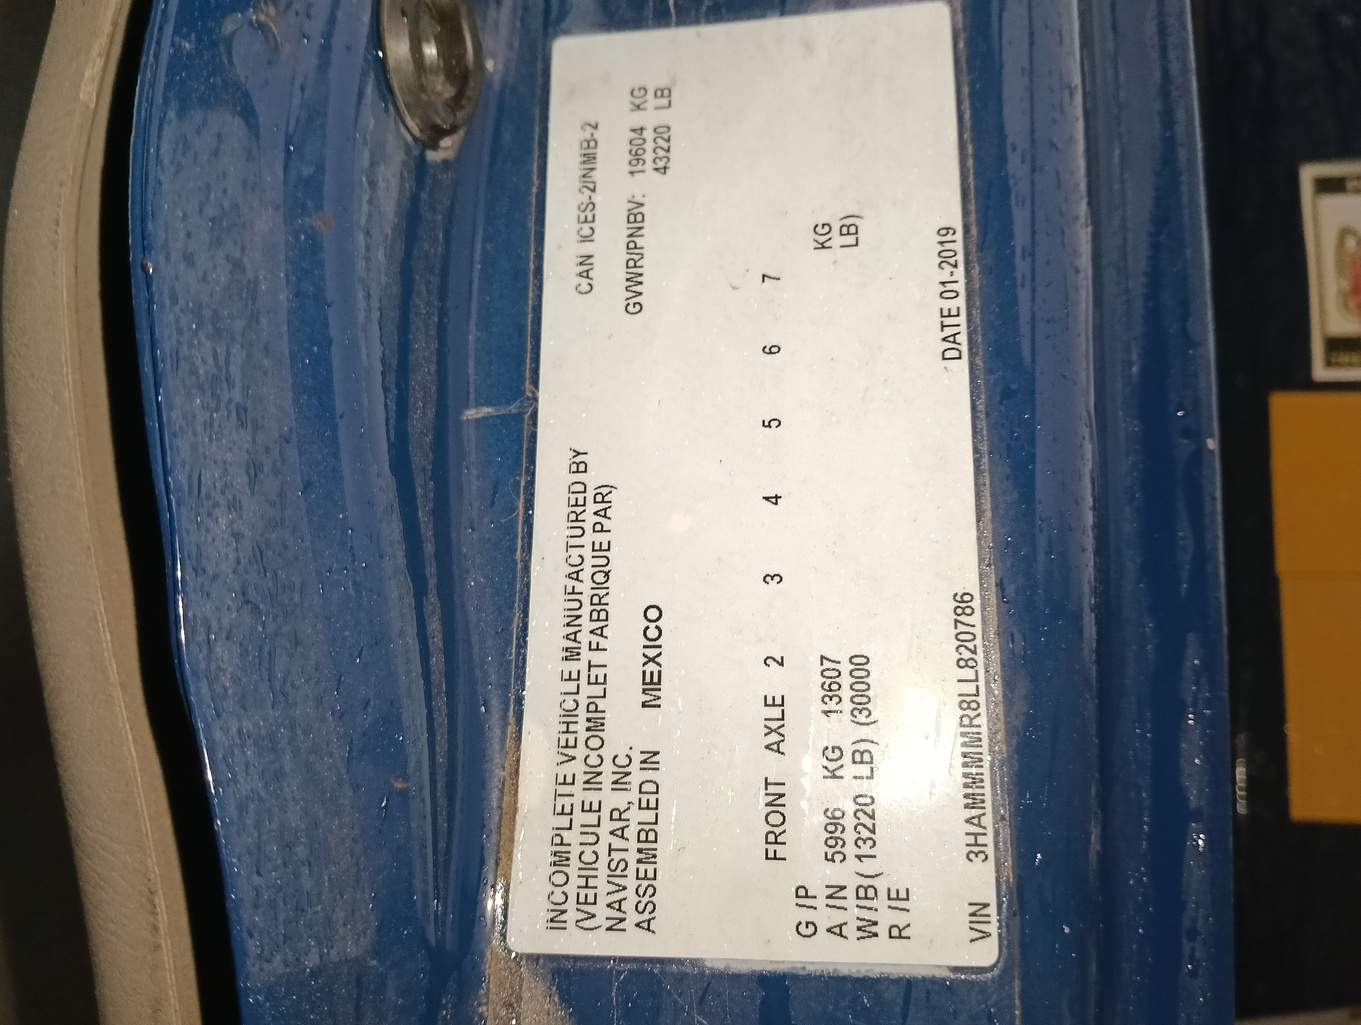 INCOMPLETE VEHICLE MANUFACTURED BY
(VEHICULE INCOMPLET FABRIQUE PAR)
NAVISTAR, INC.
ASSEMBLED IN MEXICO
CAN ICES-2/NMB-2
GVWR/PNBV: 19604 KG
43220 LB
FRONT AXLE 2 3 4 5 6 7
G /P
A /N 5996 KG 13607 KG
W/B (13220 LB) (30000 LB)
R /E
VIN 3HAMMMMR8LL820786 DATE 01-2019